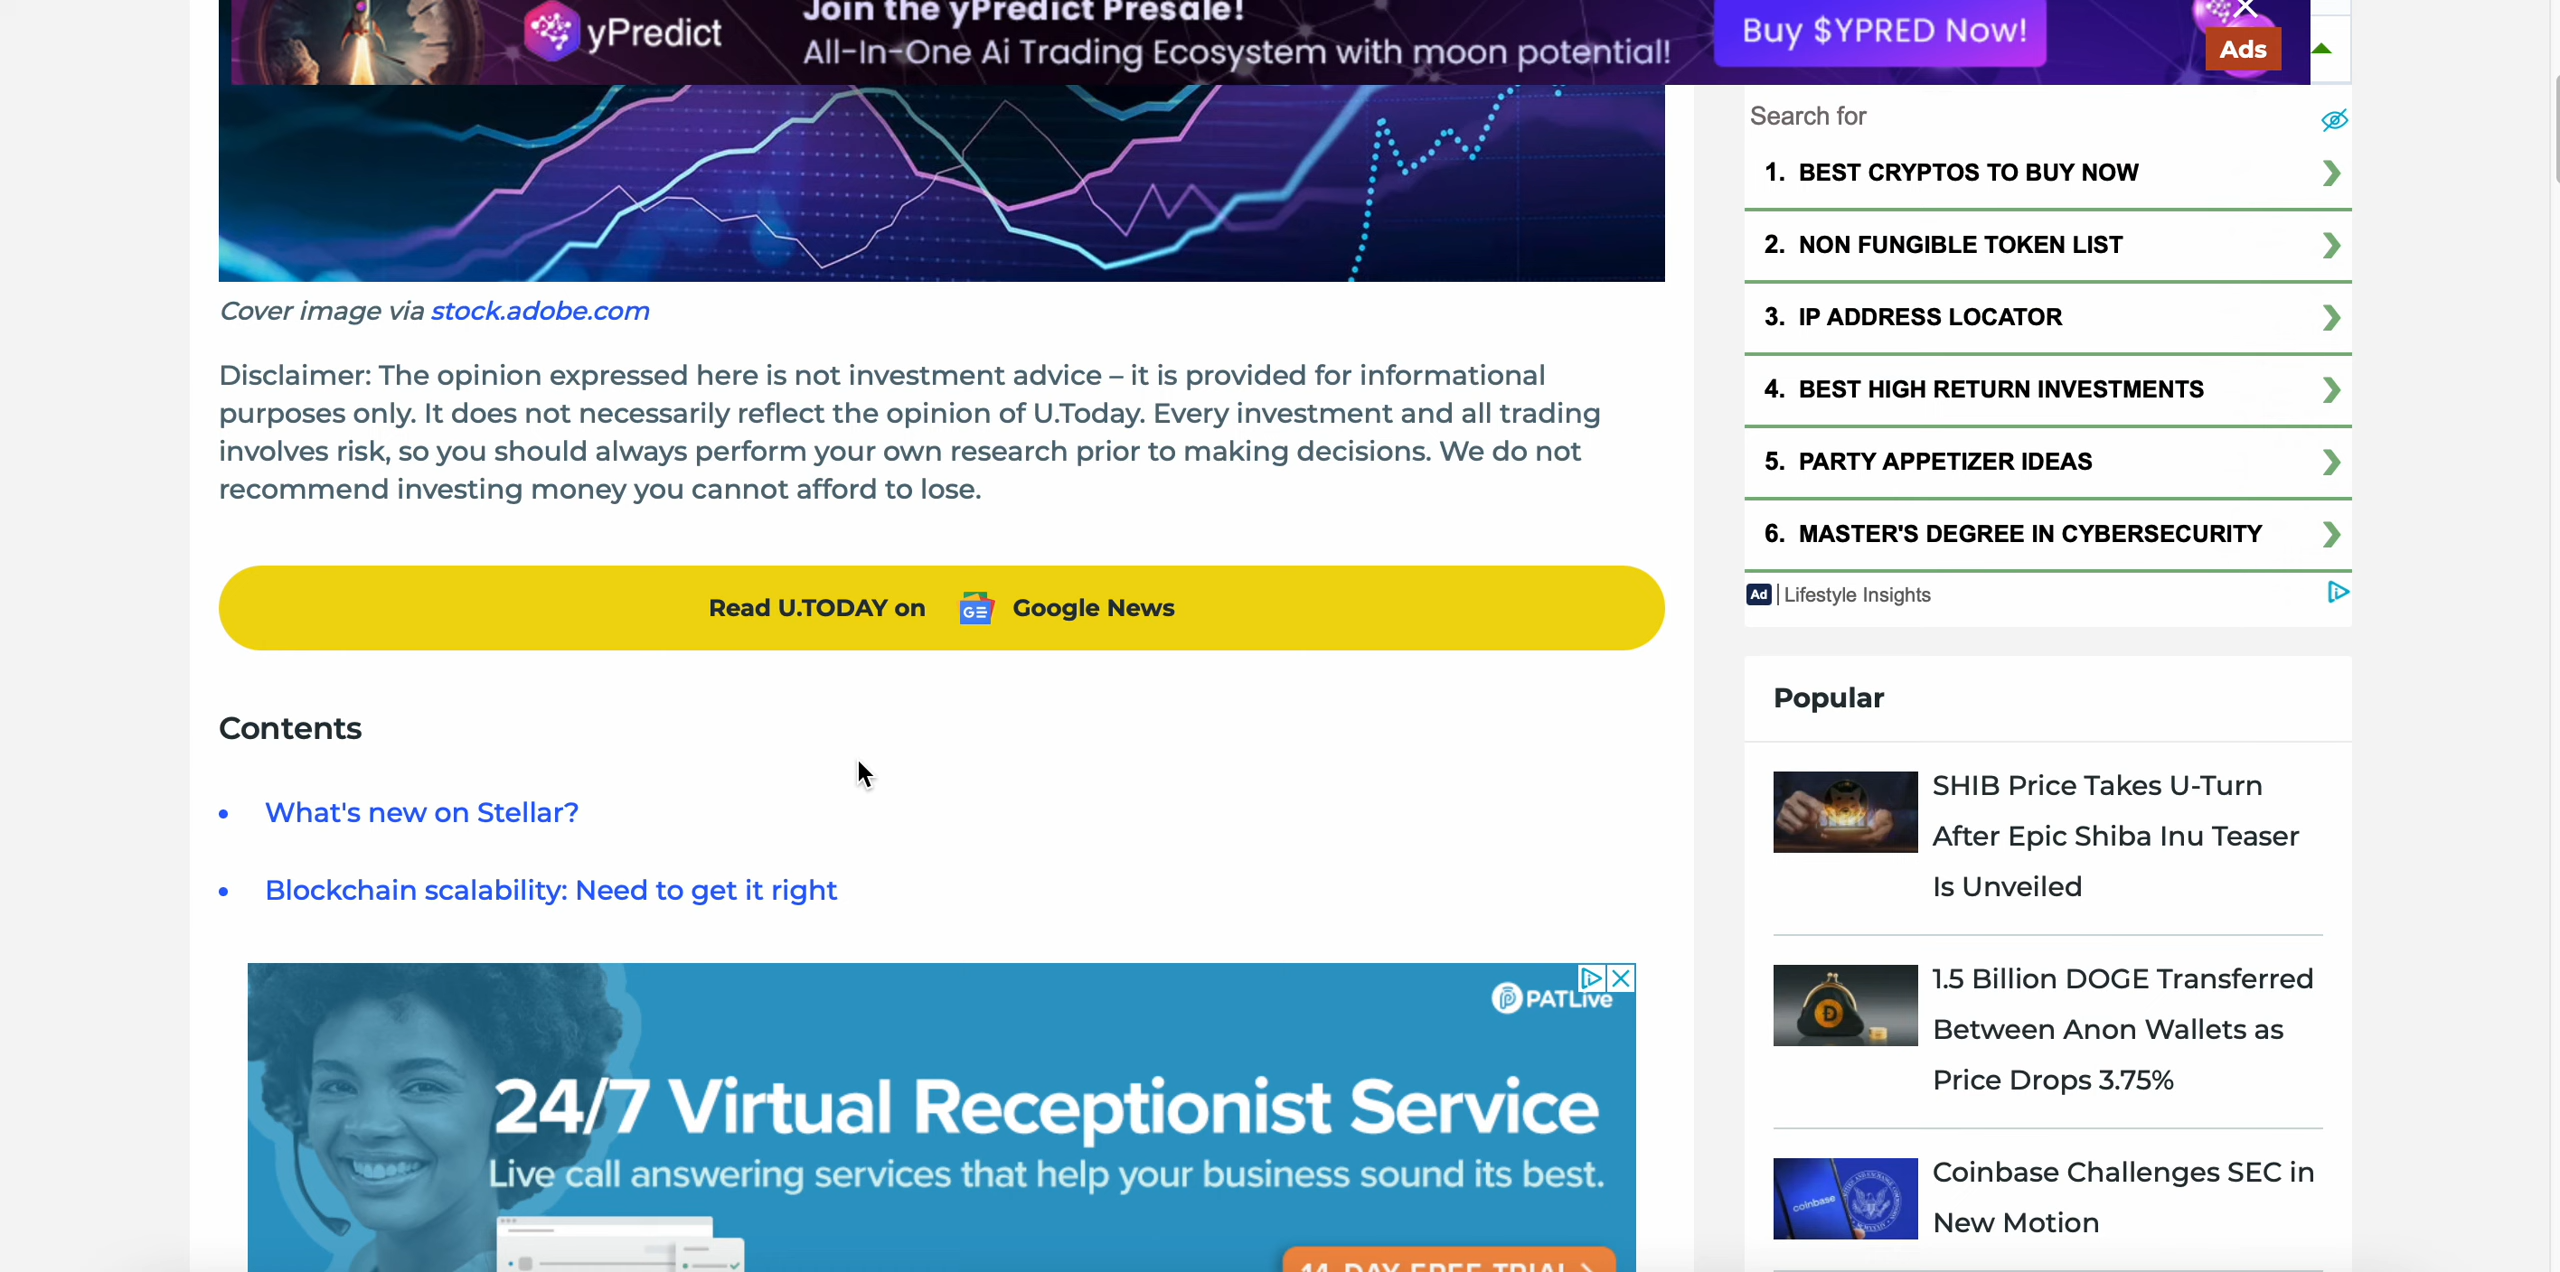 Join the yPredict Presale!
yPredict
All-In-One Ai Trading Ecosystem with moon potential!
Buy $YPRED Now!
Ads
Cover image via stock.adobe.com
Disclaimer: The opinion expressed here is not investment advice – it is provided for informational
purposes only. It does not necessarily reflect the opinion of U.Today. Every investment and all trading
involves risk, so you should always perform your own research prior to making decisions. We do not
recommend investing money you cannot afford to lose.
Read U.TODAY on GE Google News
Contents
• What's new on Stellar?
• Blockchain scalability: Need to get it right
PATLive
24/7 Virtual Receptionist Service
Live call answering services that help your business sound its best.
14-DAY FREE TRIAL >
Search for
1. BEST CRYPTOS TO BUY NOW
2. NON FUNGIBLE TOKEN LIST
3. IP ADDRESS LOCATOR
4. BEST HIGH RETURN INVESTMENTS
5. PARTY APPETIZER IDEAS
6. MASTER'S DEGREE IN CYBERSECURITY
Ad | Lifestyle Insights
Popular
SHIB Price Takes U-Turn
After Epic Shiba Inu Teaser
Is Unveiled
1.5 Billion DOGE Transferred
Between Anon Wallets as
Price Drops 3.75%
coinbase
Coinbase Challenges SEC in
New Motion